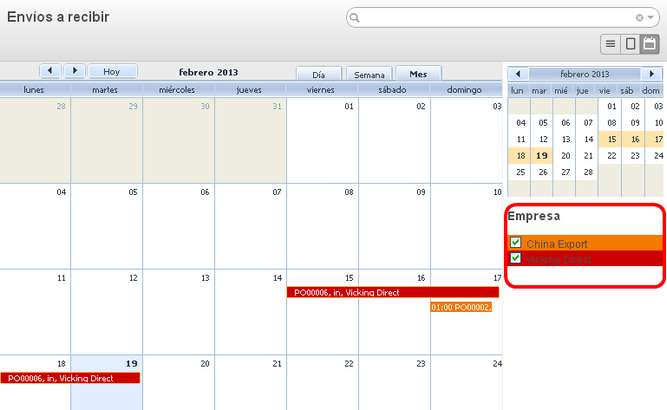 Envíos a recibir
Hoy febrero 2013 Día Semana Mes
lunes martes miércoles jueves viernes sábado domingo
28 29 30 31 01 02 03
04 05 06 07 08 09 10
11 12 13 14 15 16 17
PO00006, in, Vicking Direct
01:00 PO00002,
18 19 20 21 22 23 24
PO00006, in, Vicking Direct
febrero 2013
lun mar mié jue vie sáb dom
01 02 03
04 05 06 07 08 09 10
11 12 13 14 15 16 17
18 19 20 21 22 23 24
25 26 27 28
Empresa
China Export
Vicking Direct